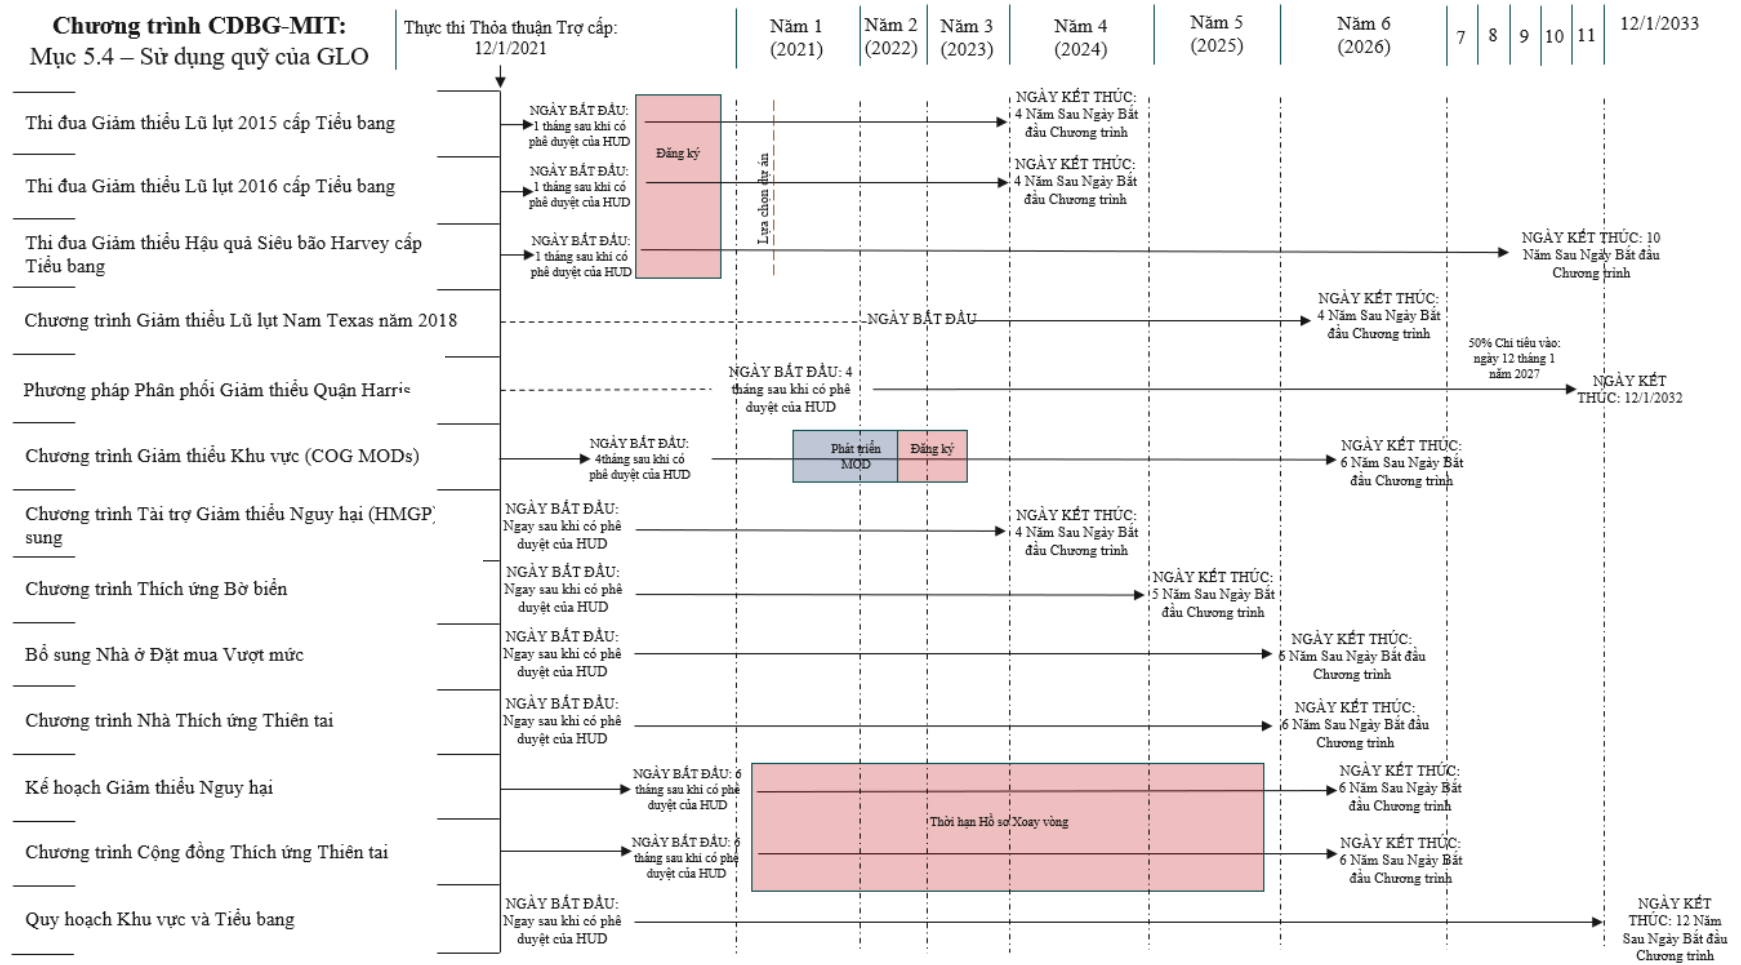 Chương trình CDBG-MIT:
Mục 5.4 – Sử dụng quỹ của GLO
Thực thi Thỏa thuận Trợ cấp:
12/1/2021
Năm 1
(2021)
Năm 2
(2022)
Năm 3
(2023)
Năm 4
(2024)
Năm 5
(2025)
Năm 6
(2026)
7
8
9
10
11
12/1/2033
Thi đua Giảm thiểu Lũ lụt 2015 cấp Tiểu bang
NGÀY BẮT ĐẦU:
1 tháng sau khi có
phê duyệt của HUD
Đăng ký
Lựa chọn dự án
NGÀY KẾT THÚC:
4 Năm Sau Ngày Bắt
đầu Chương trình
Thi đua Giảm thiểu Lũ lụt 2016 cấp Tiểu bang
NGÀY BẮT ĐẦU:
1 tháng sau khi có
phê duyệt của HUD
NGÀY KẾT THÚC:
4 Năm Sau Ngày Bắt
đầu Chương trình
Thi đua Giảm thiểu Hậu quả Siêu bão Harvey cấp
Tiểu bang
NGÀY BẮT ĐẦU:
1 tháng sau khi có
phê duyệt của HUD
NGÀY KẾT THÚC: 10
Năm Sau Ngày Bắt đầu
Chương trình
Chương trình Giảm thiểu Lũ lụt Nam Texas năm 2018
NGÀY BẮT ĐẦU
NGÀY KẾT THÚC:
4 Năm Sau Ngày Bắt
đầu Chương trình
Phương pháp Phân phối Giảm thiểu Quận Harris
NGÀY BẮT ĐẦU: 4
tháng sau khi có phê
duyệt của HUD
50% Chi tiêu vào:
ngày 12 tháng 1
năm 2027
NGÀY KẾT
THÚC: 12/1/2032
Chương trình Giảm thiểu Khu vực (COG MODs)
NGÀY BẮT ĐẦU:
4tháng sau khi có
phê duyệt của HUD
Phát triển
MOD
Đăng ký
NGÀY KẾT THÚC:
6 Năm Sau Ngày Bắt
đầu Chương trình
Chương trình Tài trợ Giảm thiểu Nguy hại (HMGP)
sung
NGÀY BẮT ĐẦU:
Ngay sau khi có phê
duyệt của HUD
NGÀY KẾT THÚC:
4 Năm Sau Ngày Bắt
đầu Chương trình
Chương trình Thích ứng Bờ biển
NGÀY BẮT ĐẦU:
Ngay sau khi có phê
duyệt của HUD
NGÀY KẾT THÚC:
5 Năm Sau Ngày Bắt
đầu Chương trình
Bổ sung Nhà ở Đặt mua Vượt mức
NGÀY BẮT ĐẦU:
Ngay sau khi có phê
duyệt của HUD
NGÀY KẾT THÚC:
6 Năm Sau Ngày Bắt đầu
Chương trình
Chương trình Nhà Thích ứng Thiên tai
NGÀY BẮT ĐẦU:
Ngay sau khi có phê
duyệt của HUD
NGÀY KẾT THÚC:
6 Năm Sau Ngày Bắt đầu
Chương trình
Kế hoạch Giảm thiểu Nguy hại
NGÀY BẮT ĐẦU: 6
tháng sau khi có phê
duyệt của HUD
Thời hạn Hồ sơ Xoay vòng
NGÀY KẾT THÚC:
6 Năm Sau Ngày Bắt
đầu Chương trình
Chương trình Cộng đồng Thích ứng Thiên tai
NGÀY BẮT ĐẦU: 6
tháng sau khi có phê
duyệt của HUD
NGÀY KẾT THÚC:
6 Năm Sau Ngày Bắt
đầu Chương trình
Quy hoạch Khu vực và Tiểu bang
NGÀY BẮT ĐẦU:
Ngay sau khi có phê
duyệt của HUD
NGÀY KẾT
THÚC: 12 Năm
Sau Ngày Bắt đầu
Chương trình